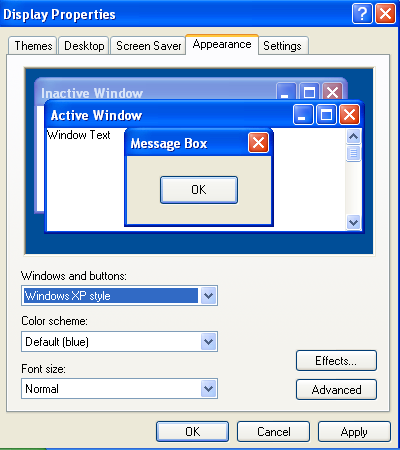 Display Properties
Themes Desktop Screen Saver Appearance Settings
Inactive Window
Active Window
Window Text
Message Box
OK
Windows and buttons:
Windows XP style
Color scheme:
Default (blue)
Effects...
Font size:
Normal
Advanced
OK Cancel Apply